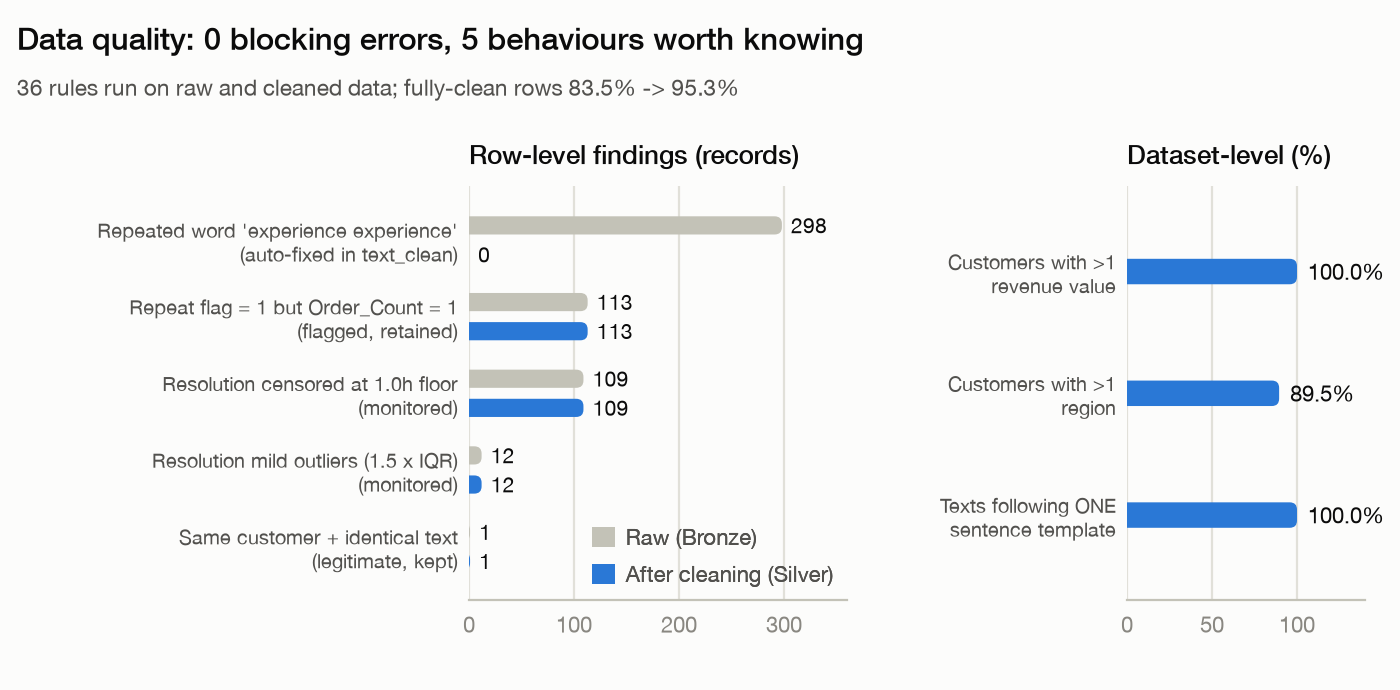 Data quality: 0 blocking errors, 5 behaviours worth knowing
36 rules run on raw and cleaned data; fully-clean rows 83.5% -> 95.3%
Row-level findings (records)
Repeated word 'experience experience'
(auto-fixed in text_clean)
298
0
Repeat flag = 1 but Order_Count = 1
(flagged, retained)
113
113
Resolution censored at 1.0h floor
(monitored)
109
109
Resolution mild outliers (1.5 x IQR)
(monitored)
12
12
Same customer + identical text
(legitimate, kept)
1
1
Raw (Bronze)
After cleaning (Silver)
0 100 200 300
Dataset-level (%)
Customers with >1
revenue value
100.0%
Customers with >1
region
89.5%
Texts following ONE
sentence template
100.0%
0 50 100